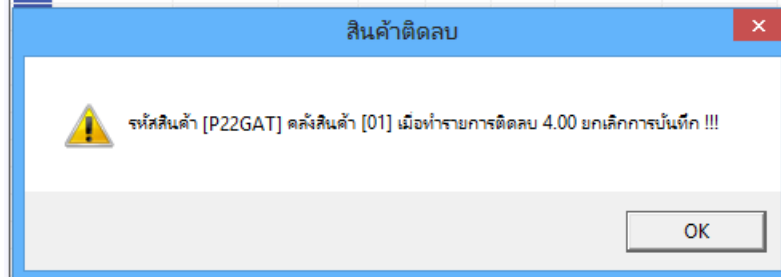 สินค้าติดลบ
รหัสสินค้า [P22GAT] คลังสินค้า [01] เมื่อทำรายการติดลบ 4.00 ยกเลิกการบันทึก !!!
OK